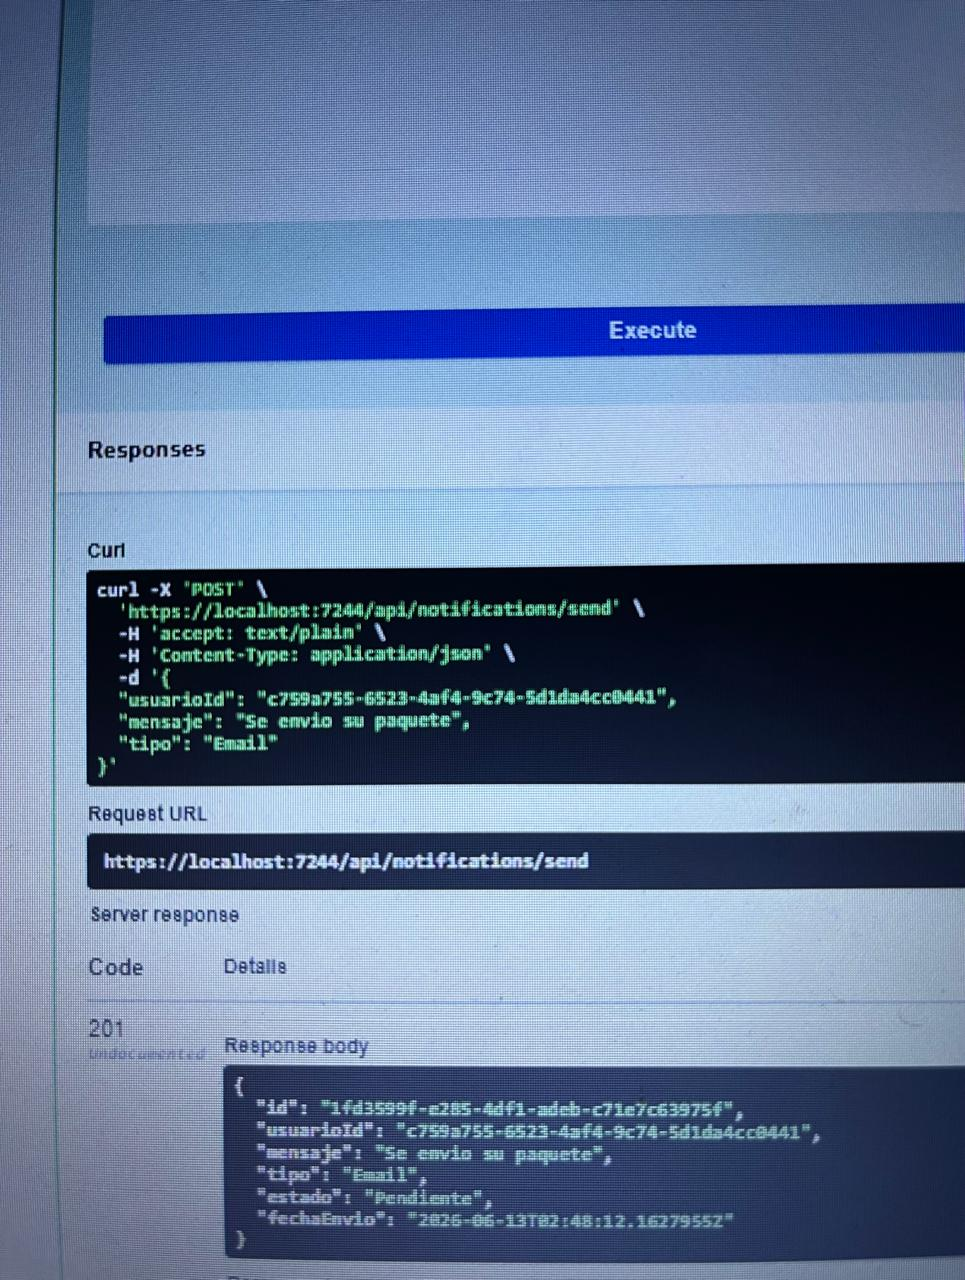 Execute
Responses
Curl
curl -X 'POST' \
'https://localhost:7244/api/notifications/send' \
-H 'accept: text/plain' \
-H 'Content-Type: application/json' \
-d '{
"usuarioId": "c759a755-6523-4af4-9c74-5d1da4cc0441",
"mensaje": "Se envio su paquete",
"tipo": "Email"
}'
Request URL
https://localhost:7244/api/notifications/send
Server response
Code Details
201
Undocumented
Response body
{
"id": "1fd3599f-e285-4df1-adeb-c71e7c63975f",
"usuarioId": "c759a755-6523-4af4-9c74-5d1da4cc0441",
"mensaje": "Se envio su paquete",
"tipo": "Email",
"estado": "Pendiente",
"fechaEnvio": "2026-06-13T02:48:12.1627955Z"
}